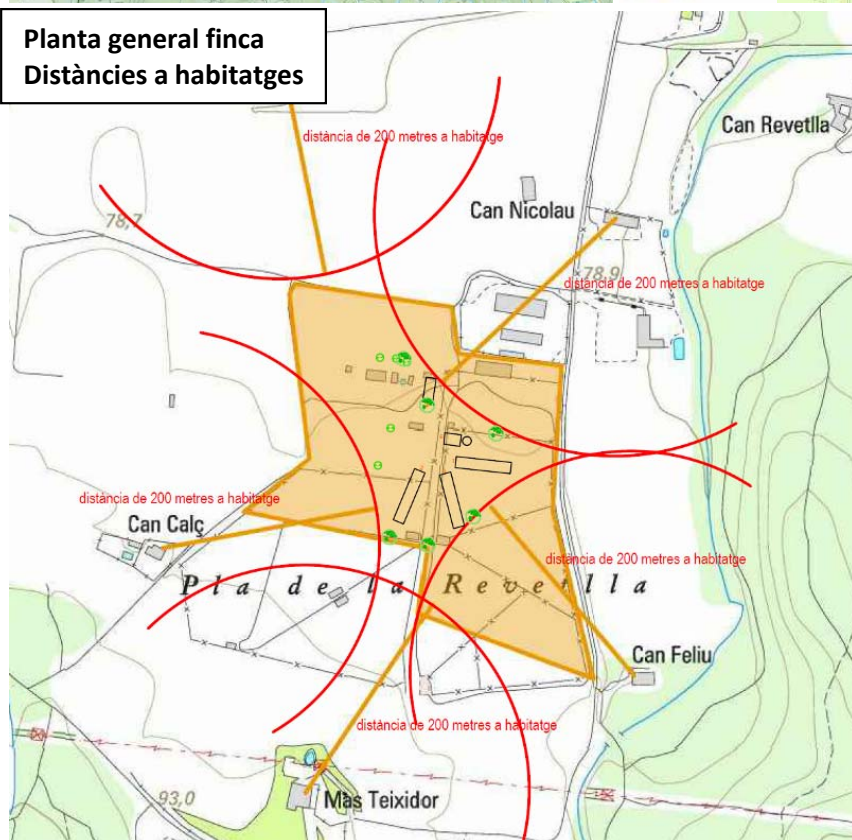 Planta general finca
Distàncies a habitatges
distància de 200 metres a habitatge
Can Revetlla
Can Nicolau
78,7
78,9
distància de 200 metres a habitatge
distància de 200 metres a habitatge
Can Calç
distància de 200 metres a habitatge
Pla de la Revetlla
Can Feliu
distància de 200 metres a habitatge
93,0
Mas Teixidor